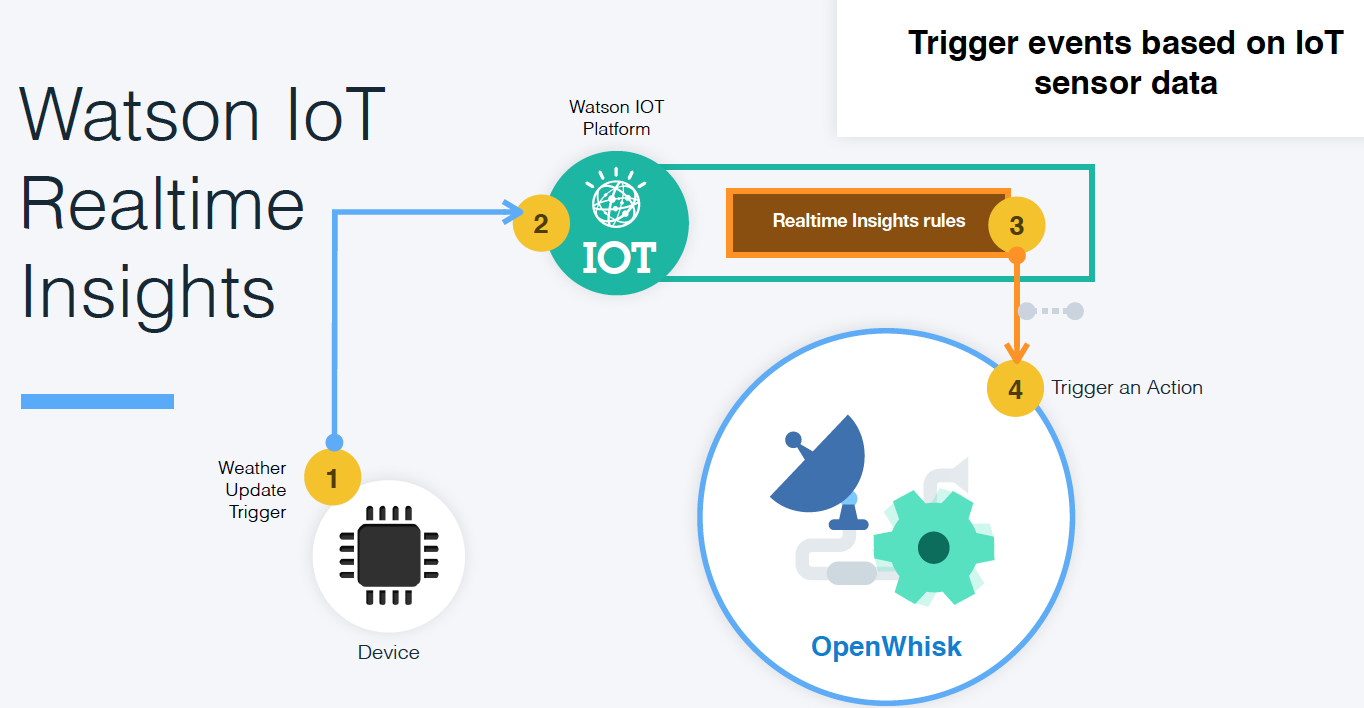 Trigger events based on IoT
sensor data
Watson IoT
Realtime
Insights
Watson IOT
Platform
2
IOT
Realtime Insights rules
3
4
Trigger an Action
Weather
Update
Trigger
1
Device
OpenWhisk